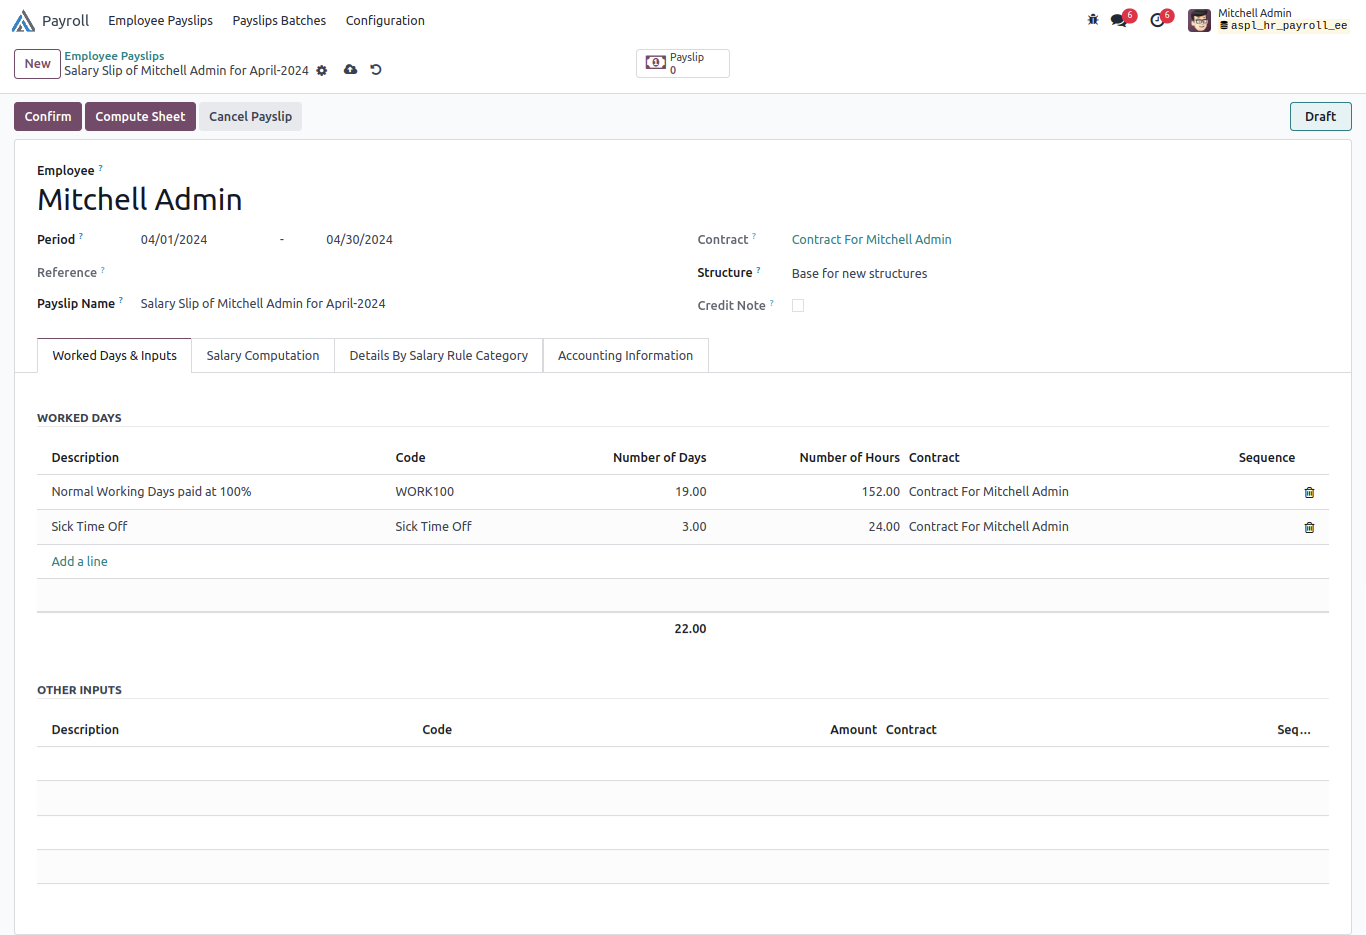 Payroll Employee Payslips Payslips Batches Configuration 6 6 Mitchell Admin
aspl_hr_payroll_ee
New Employee Payslips
Salary Slip of Mitchell Admin for April-2024
Payslip
0
Confirm Compute Sheet Cancel Payslip Draft
Employee ?
Mitchell Admin
Period ? 04/01/2024 - 04/30/2024 Contract ? Contract For Mitchell Admin
Reference ? Structure ? Base for new structures
Payslip Name ? Salary Slip of Mitchell Admin for April-2024 Credit Note ?
Worked Days & Inputs Salary Computation Details By Salary Rule Category Accounting Information
WORKED DAYS
Description Code Number of Days Number of Hours Contract Sequence
Normal Working Days paid at 100% WORK100 19.00 152.00 Contract For Mitchell Admin
Sick Time Off Sick Time Off 3.00 24.00 Contract For Mitchell Admin
Add a line
22.00
OTHER INPUTS
Description Code Amount Contract Seq...